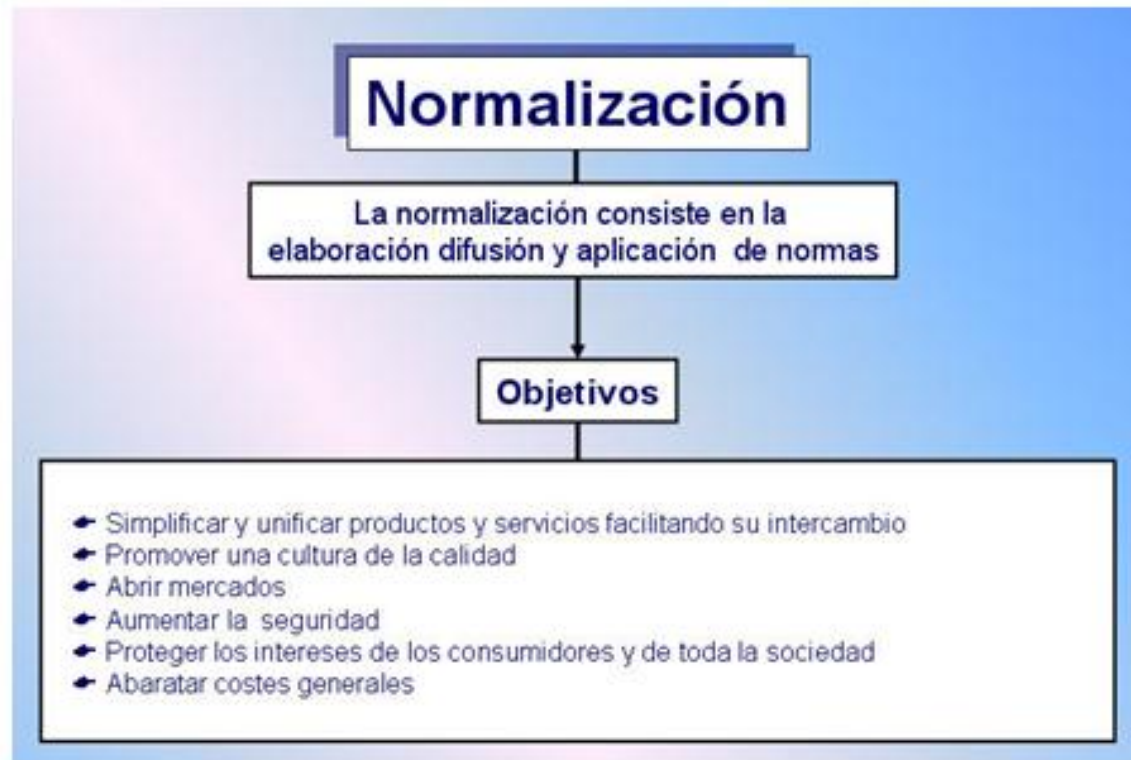 Normalización
La normalización consiste en la
elaboración difusión y aplicación de normas
Objetivos
Simplificar y unificar productos y servicios facilitando su intercambio
Promover una cultura de la calidad
Abrir mercados
Aumentar la seguridad
Proteger los intereses de los consumidores y de toda la sociedad
Abaratar costes generales